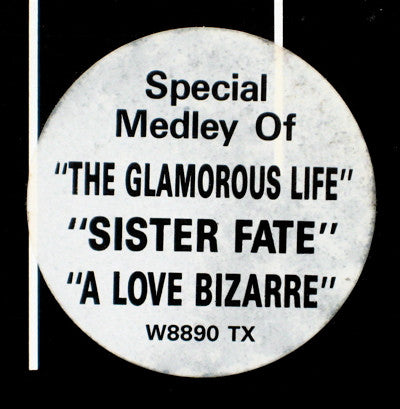 Special
Medley Of
"THE GLAMOROUS LIFE"
"SISTER FATE"
"A LOVE BIZARRE"
W8890 TX